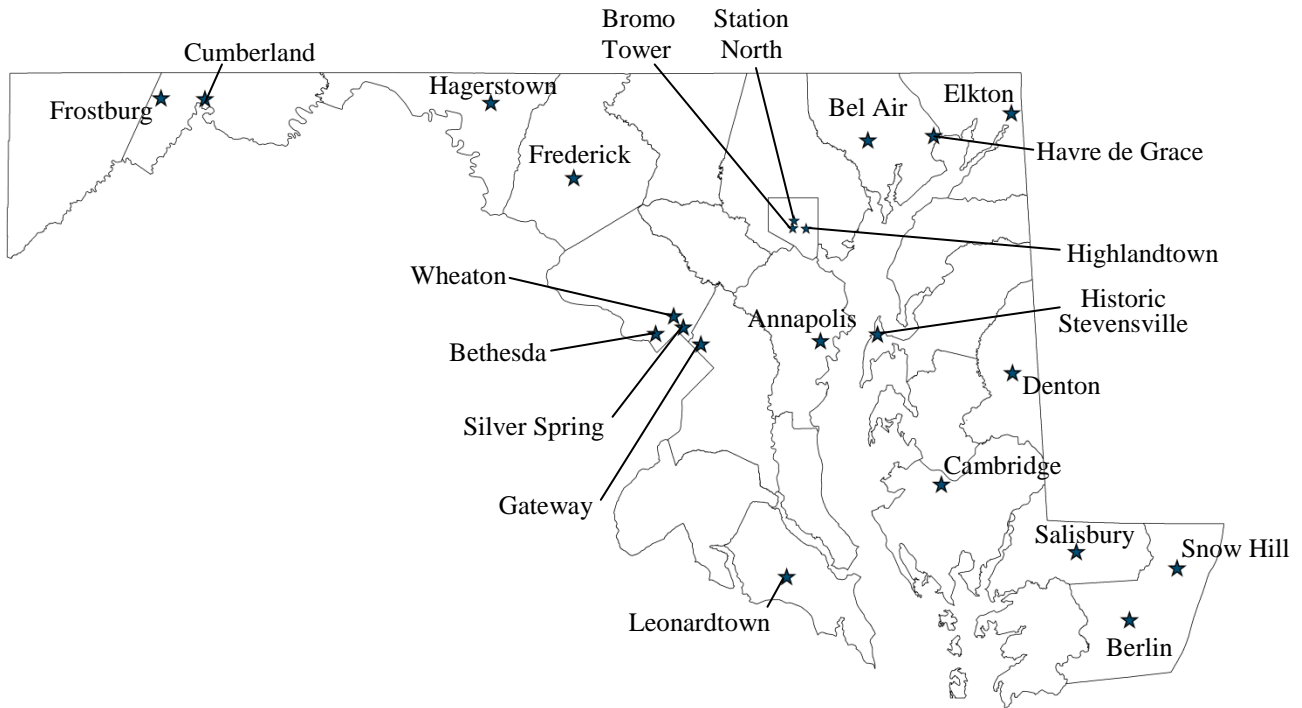 Bromo
Tower
Station
North
Cumberland
Frostburg
Hagerstown
Bel Air
Elkton
Havre de Grace
Frederick
Highlandtown
Wheaton
Historic
Stevensville
Annapolis
Bethesda
Denton
Silver Spring
Cambridge
Gateway
Salisbury
Snow Hill
Leonardtown
Berlin